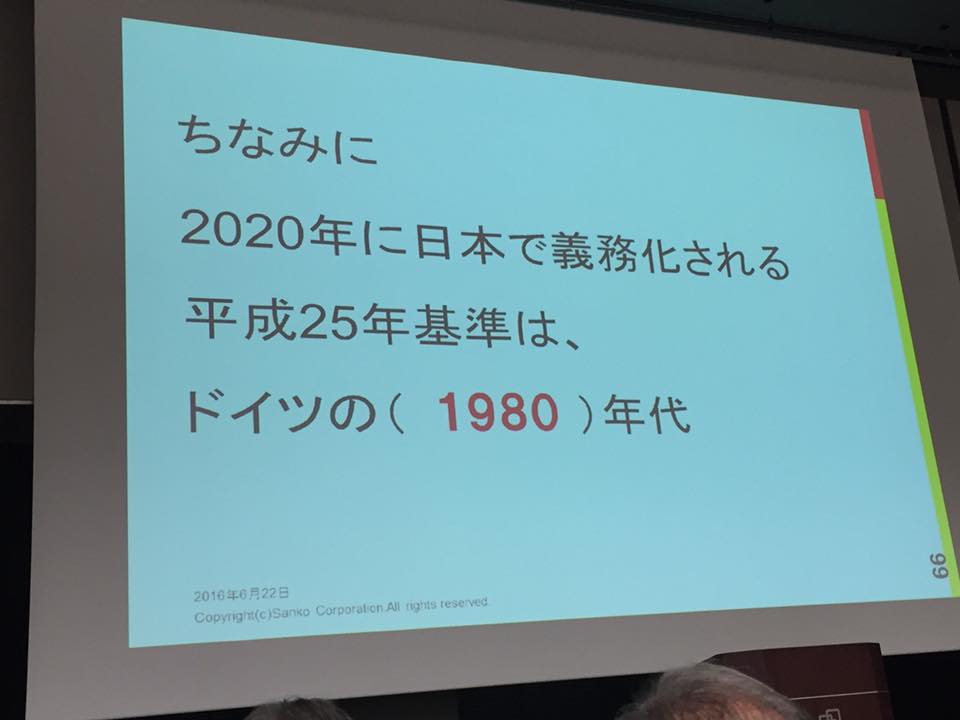 ちなみに
2020年に日本で義務化される
平成25年基準は、
ドイツの( 1980 )年代
2016年6月22日
Copyright(c)Sanko Corporation.All rights reserved.
66